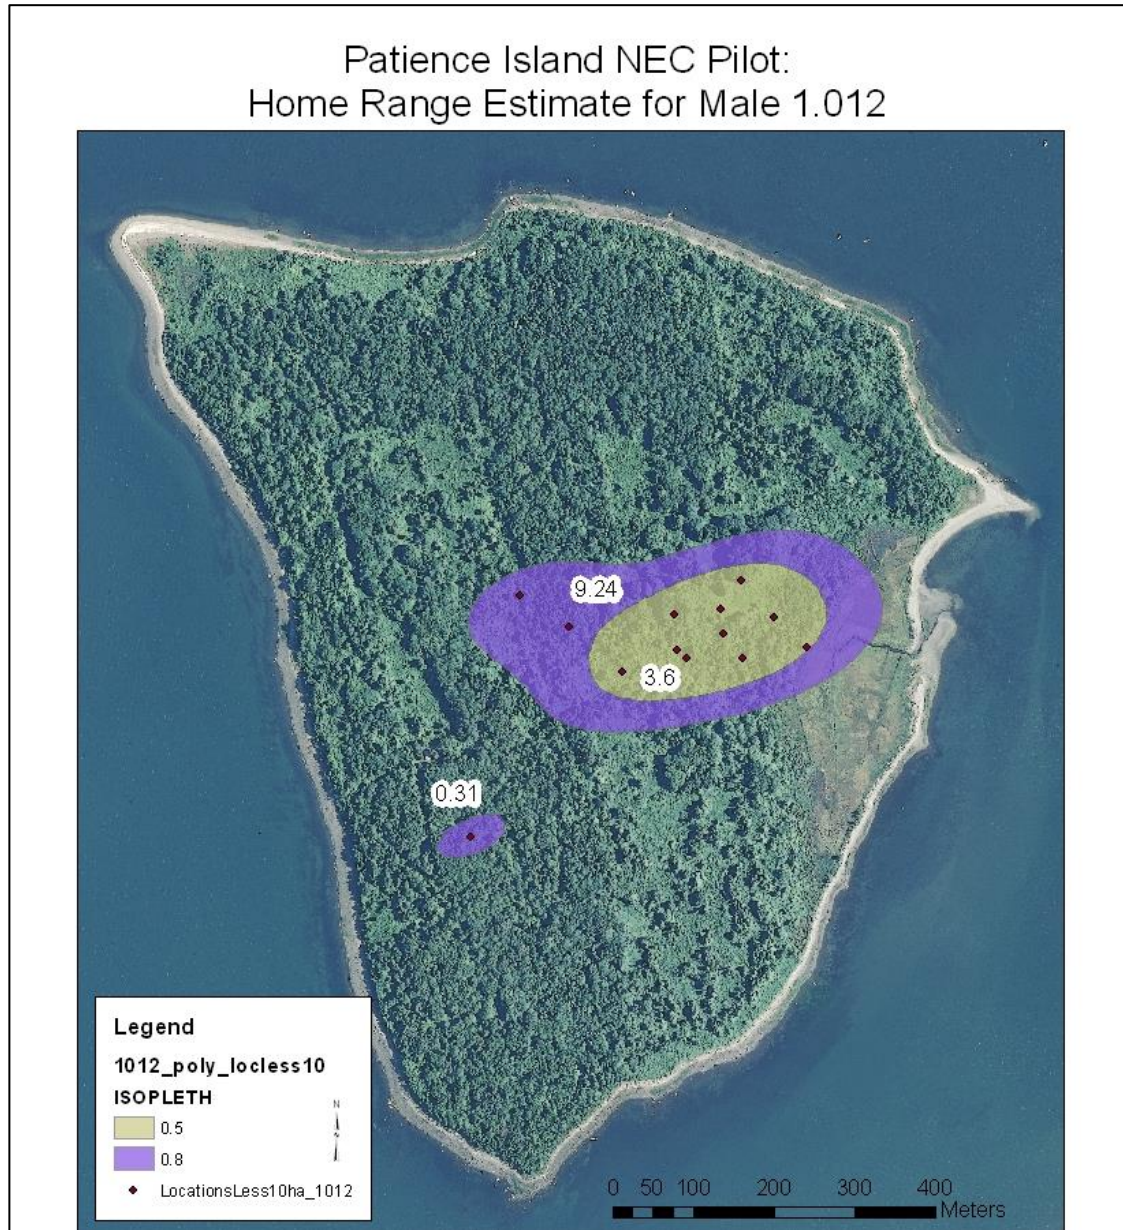 Patience Island NEC Pilot:
Home Range Estimate for Male 1.012
9.24
3.6
0.31
Legend
1012_poly_locless10
ISOPLETH
N
0.5
0.8
LocationsLess10ha_1012
0 50 100 200 300 400
Meters